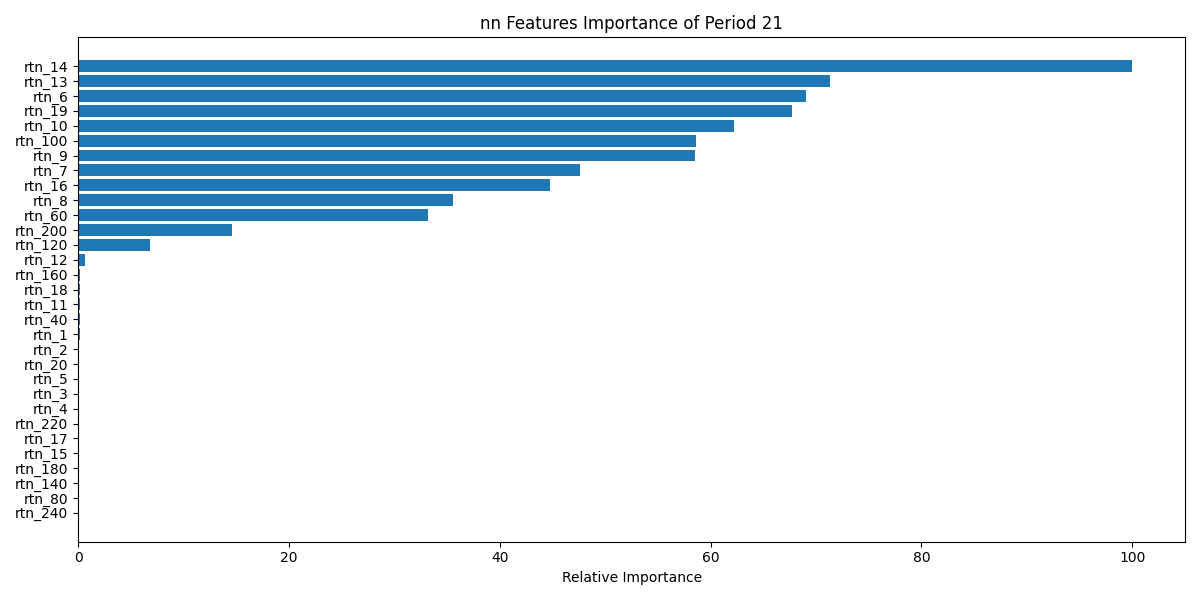 nn Features Importance of Period 21
rtn_14
rtn_13
rtn_6
rtn_19
rtn_10
rtn_100
rtn_9
rtn_7
rtn_16
rtn_8
rtn_60
rtn_200
rtn_120
rtn_12
rtn_160
rtn_18
rtn_11
rtn_40
rtn_1
rtn_2
rtn_20
rtn_5
rtn_3
rtn_4
rtn_220
rtn_17
rtn_15
rtn_180
rtn_140
rtn_80
rtn_240
0 20 40 60 80 100
Relative Importance